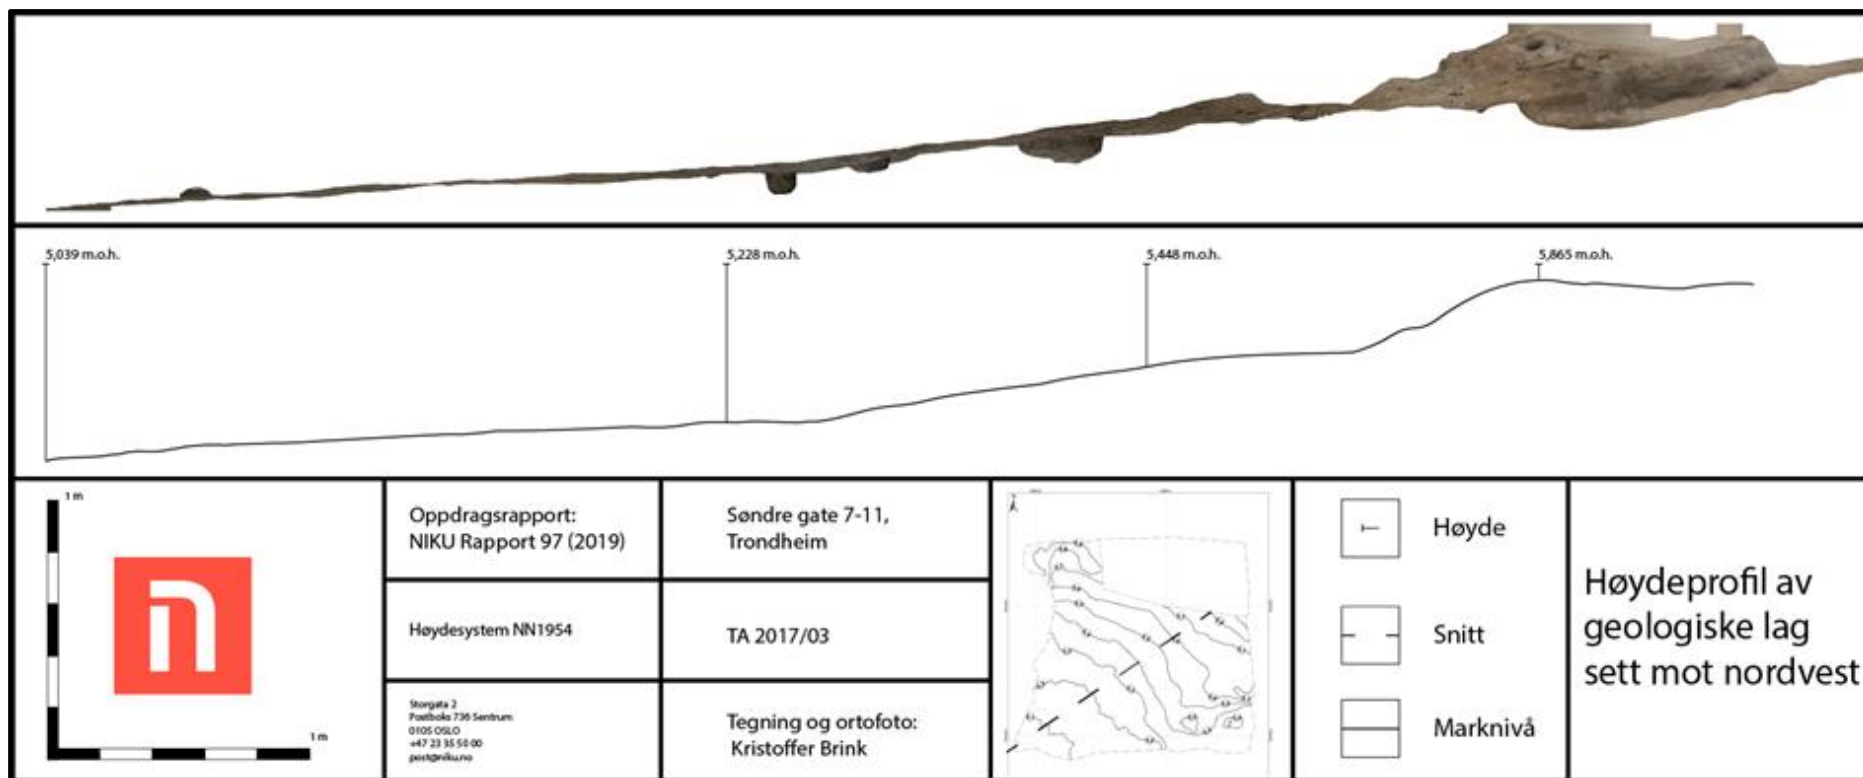 5,039 m.o.h.
5,228 m.o.h.
5,448 m.o.h.
5,865 m.o.h.
1 m
1 m
Oppdragsrapport:
NIKU Rapport 97 (2019)
Høydesystem NN1954
Storgata 2
Postboks 736 Sentrum
0105 OSLO
+47 23 35 50 00
post@niku.no
Søndre gate 7-11,
Trondheim
TA 2017/03
Tegning og ortofoto:
Kristoffer Brink
Høyde
Snitt
Marknivå
Høydeprofil av
geologiske lag
sett mot nordvest